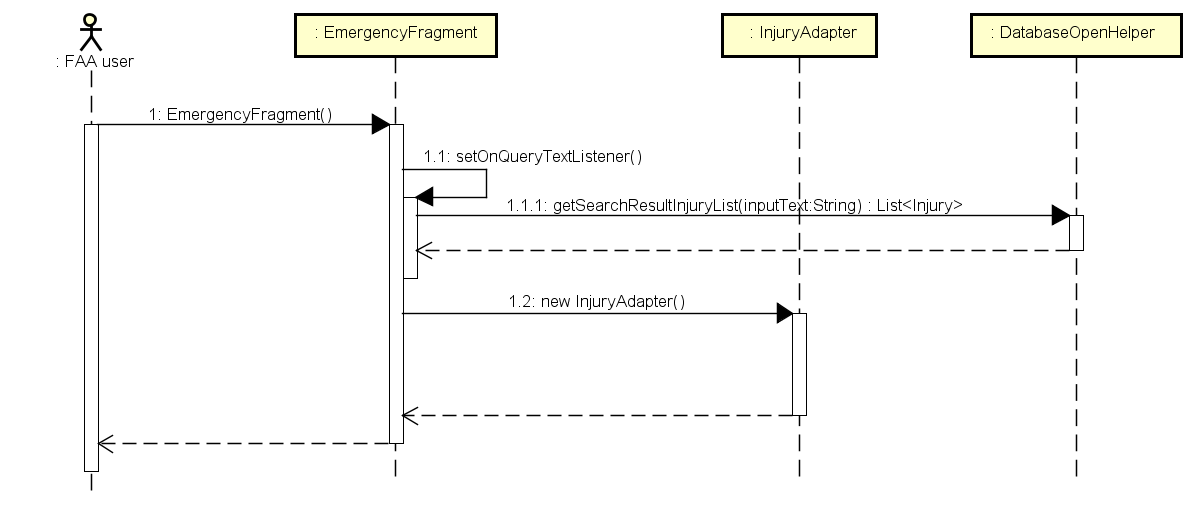 : FAA user
: EmergencyFragment
: InjuryAdapter
: DatabaseOpenHelper
1: EmergencyFragment()
1.1: setOnQueryTextListener()
1.1.1: getSearchResultInjuryList(inputText:String) : List<Injury>
1.2: new InjuryAdapter()